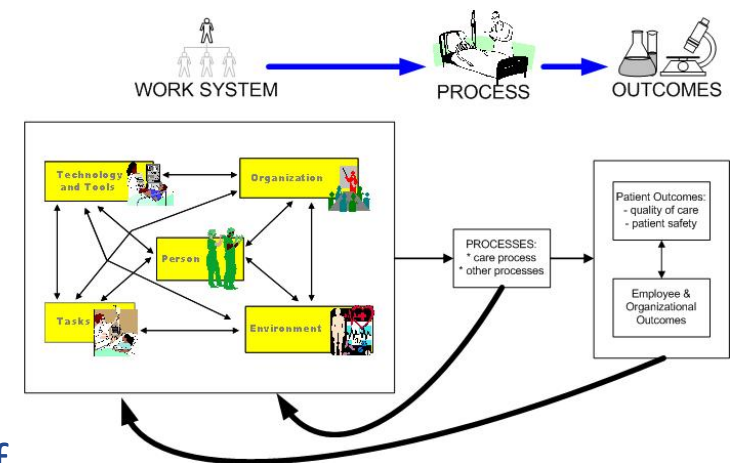 WORK SYSTEM
PROCESS
OUTCOMES
Technology
and Tools
Organization
Person
Tasks
Environment
PROCESSES:
* care process
* other processes
Patient Outcomes:
- quality of care
- patient safety
Employee &
Organizational
Outcomes
f